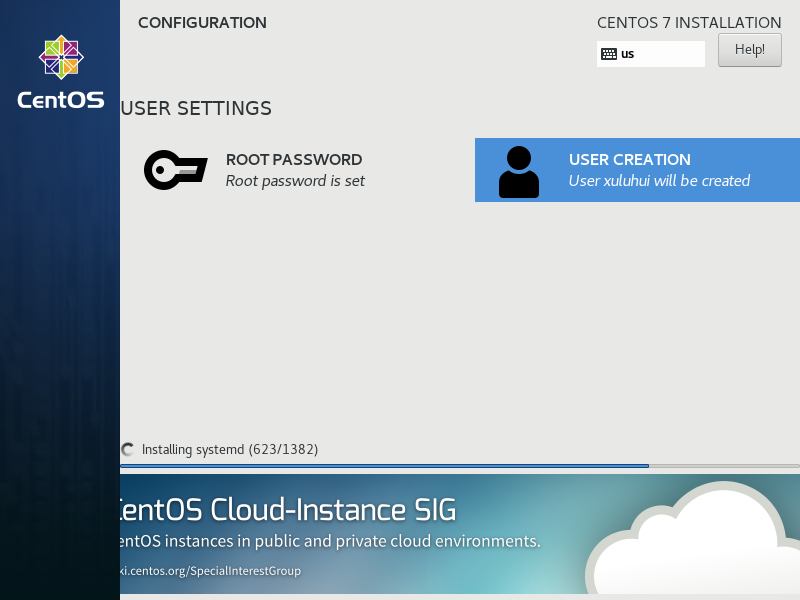 CentOS
CONFIGURATION
CENTOS 7 INSTALLATION
us
Help!
USER SETTINGS
ROOT PASSWORD
Root password is set
USER CREATION
User xuluhui will be created
Installing systemd (623/1382)
CentOS Cloud-Instance SIG
entOS instances in public and private cloud environments.
ki.centos.org/SpecialInterestGroup